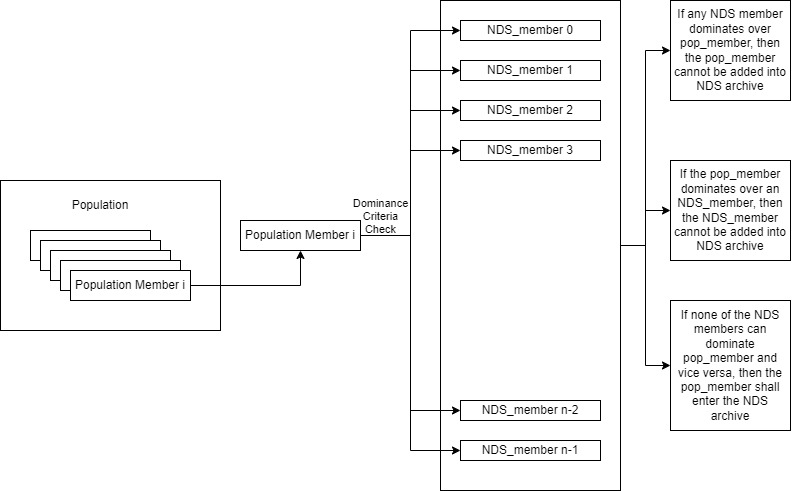 Population
Population Member i
Population Member i
Dominance
Criteria
Check
NDS_member 0
NDS_member 1
NDS_member 2
NDS_member 3
NDS_member n-2
NDS_member n-1
If any NDS member
dominates over
pop_member, then
the pop_member
cannot be added into
NDS archive
If the pop_member
dominates over an
NDS_member, then
the NDS_member
cannot be added into
NDS archive
If none of the NDS
members can
dominate
pop_member and
vice versa, then the
pop_member shall
enter the NDS
archive